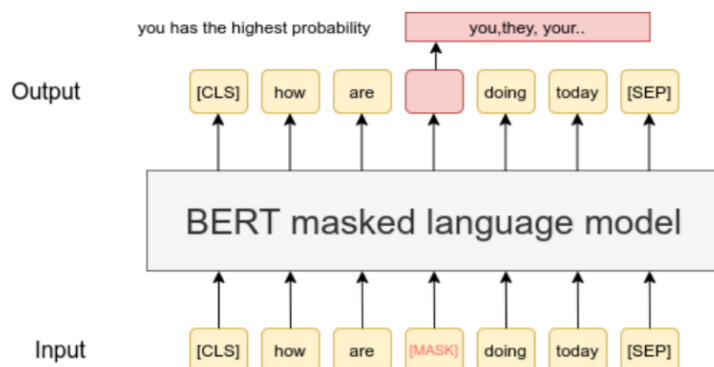 you has the highest probability you,they, your..
Output [CLS] how are doing today [SEP]
BERT masked language model
Input [CLS] how are [MASK] doing today [SEP]